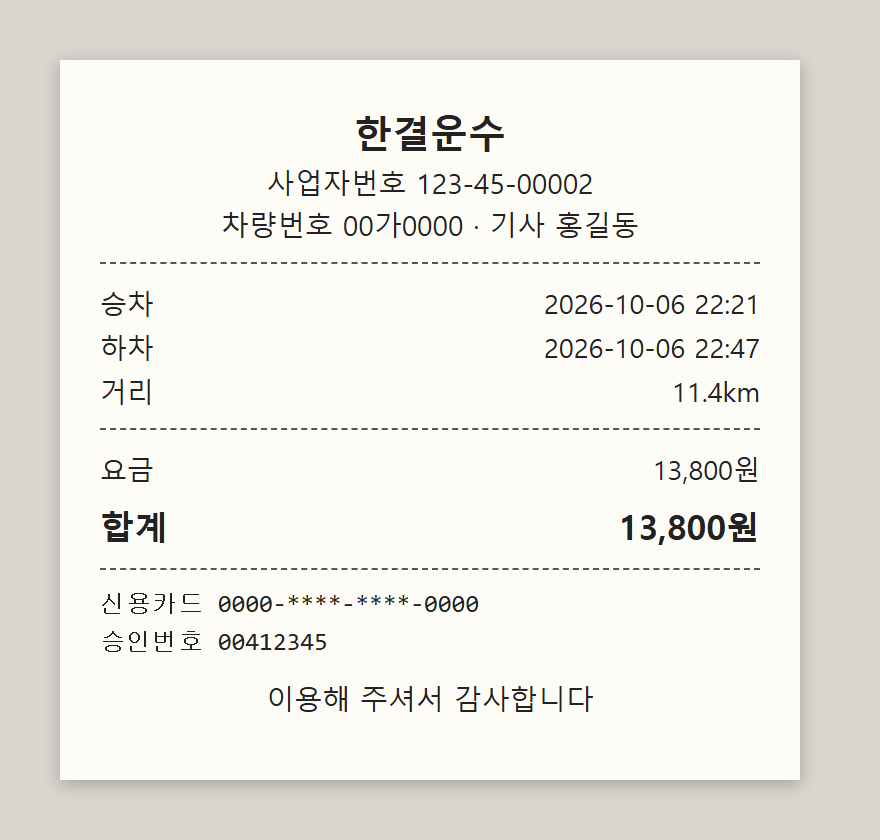 한결운수
사업자번호 123-45-00002
차량번호 00가0000 · 기사 홍길동
승차 2026-10-06 22:21
하차 2026-10-06 22:47
거리 11.4km
요금 13,800원
합계 13,800원
신용카드 0000-****-****-0000
승인번호 00412345
이용해 주셔서 감사합니다